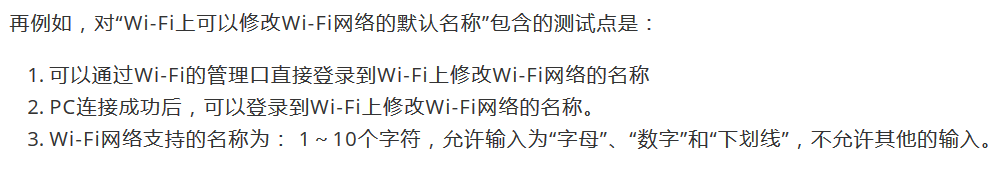 再例如，对“Wi-Fi上可以修改Wi-Fi网络的默认名称”包含的测试点是：
1. 可以通过Wi-Fi的管理口直接登录到Wi-Fi上修改Wi-Fi网络的名称
2. PC连接成功后，可以登录到Wi-Fi上修改Wi-Fi网络的名称。
3. Wi-Fi网络支持的名称为： 1～10个字符，允许输入为“字母”、“数字”和“下划线”，不允许其他的输入。